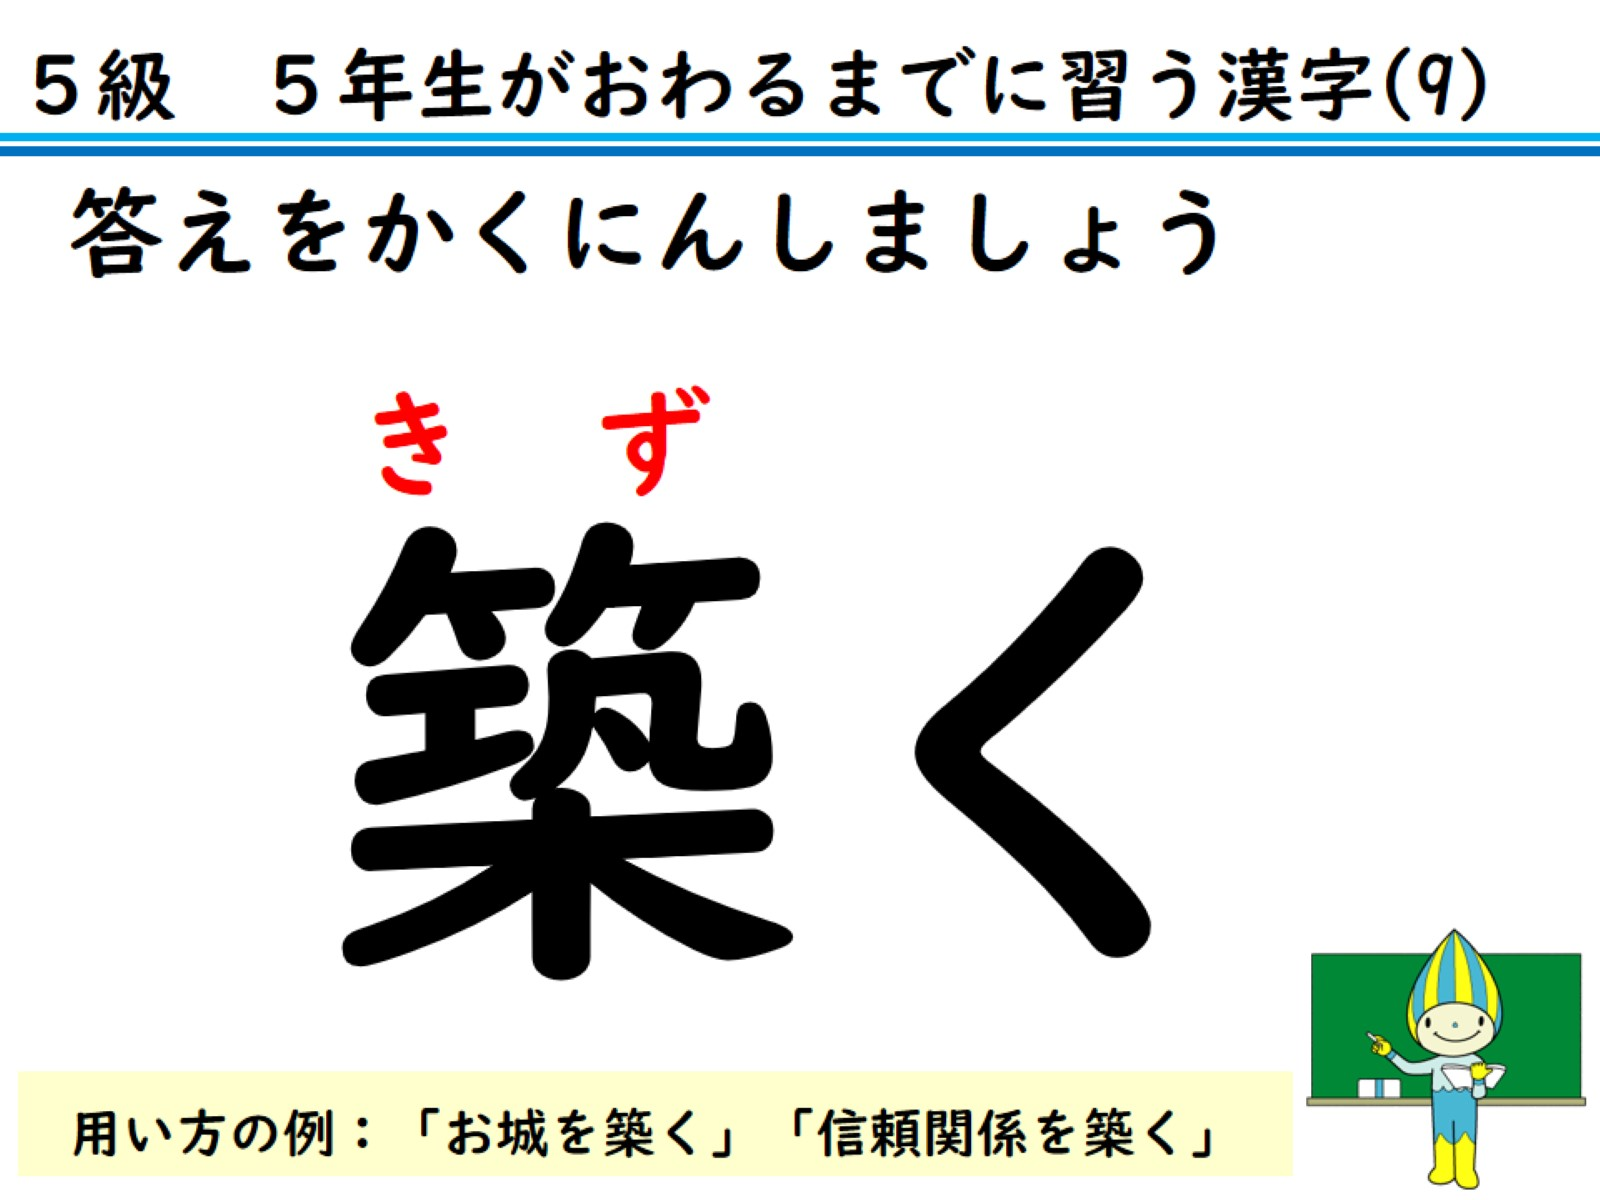 ５級　５年生がおわるまでに習う漢字(9)
答えをかくにんしましょう
きず
築く
用い方の例：「お城を築く」「信頼関係を築く」